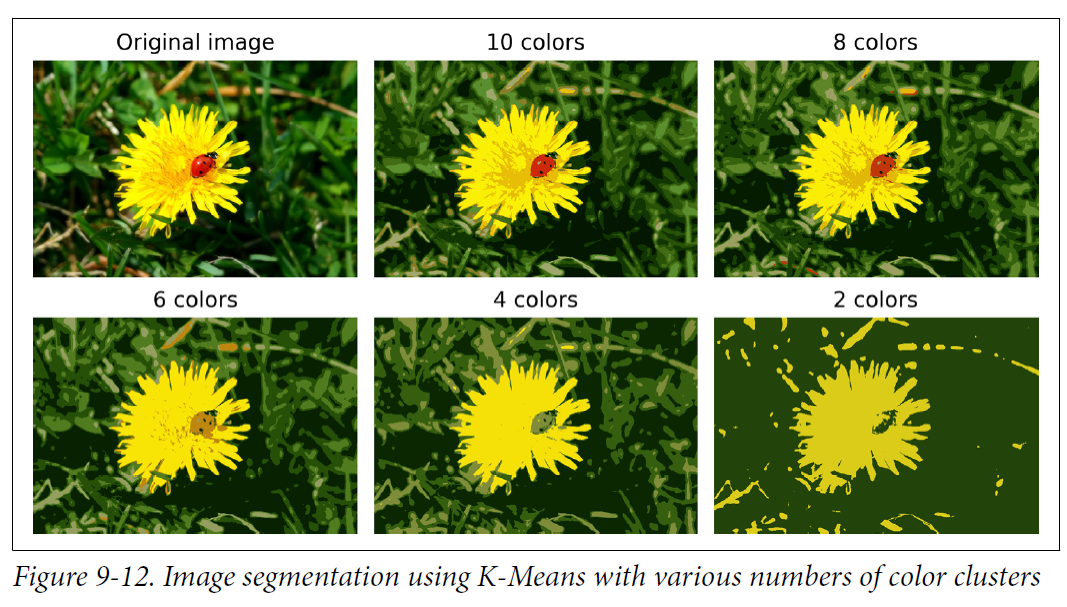 Original image
10 colors
8 colors
6 colors
4 colors
2 colors
Figure 9-12. Image segmentation using K-Means with various numbers of color clusters